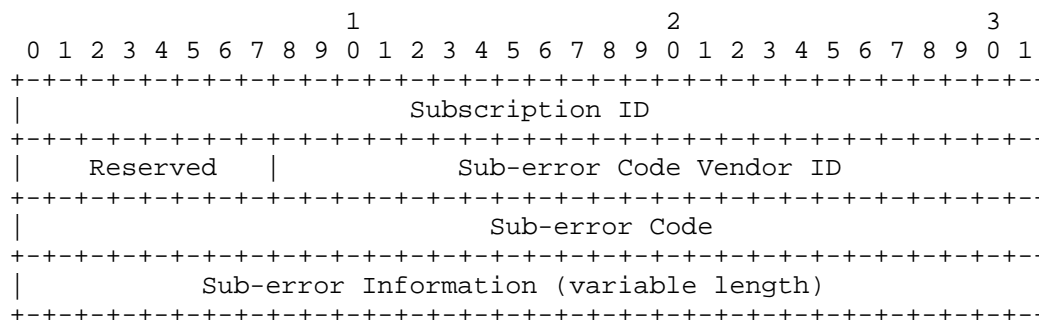 1                   2                   3
 0 1 2 3 4 5 6 7 8 9 0 1 2 3 4 5 6 7 8 9 0 1 2 3 4 5 6 7 8 9 0 1
+-+-+-+-+-+-+-+-+-+-+-+-+-+-+-+-+-+-+-+-+-+-+-+-+-+-+-+-+-+-+-+--
|                        Subscription ID
+-+-+-+-+-+-+-+-+-+-+-+-+-+-+-+-+-+-+-+-+-+-+-+-+-+-+-+-+-+-+-+--
|    Reserved   |           Sub-error Code Vendor ID
+-+-+-+-+-+-+-+-+-+-+-+-+-+-+-+-+-+-+-+-+-+-+-+-+-+-+-+-+-+-+-+--
|                             Sub-error Code
+-+-+-+-+-+-+-+-+-+-+-+-+-+-+-+-+-+-+-+-+-+-+-+-+-+-+-+-+-+-+-+--
|           Sub-error Information (variable length)
+-+-+-+-+-+-+-+-+-+-+-+-+-+-+-+-+-+-+-+-+-+-+-+-+-+-+-+-+-+-+-+--